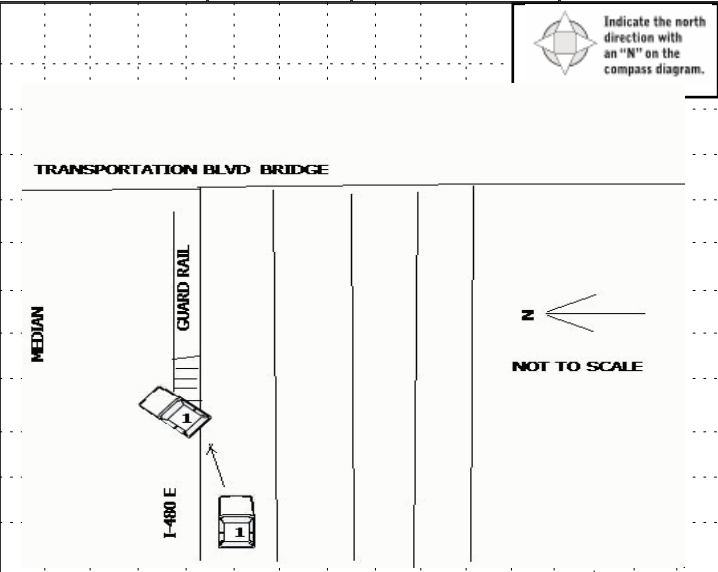 Indicate the north
direction with
an "N" on the
compass diagram.
TRANSPORTATION BLVD BRIDGE
GUARD RAIL
MEDIAN
N
NOT TO SCALE
1
I-480 E
1